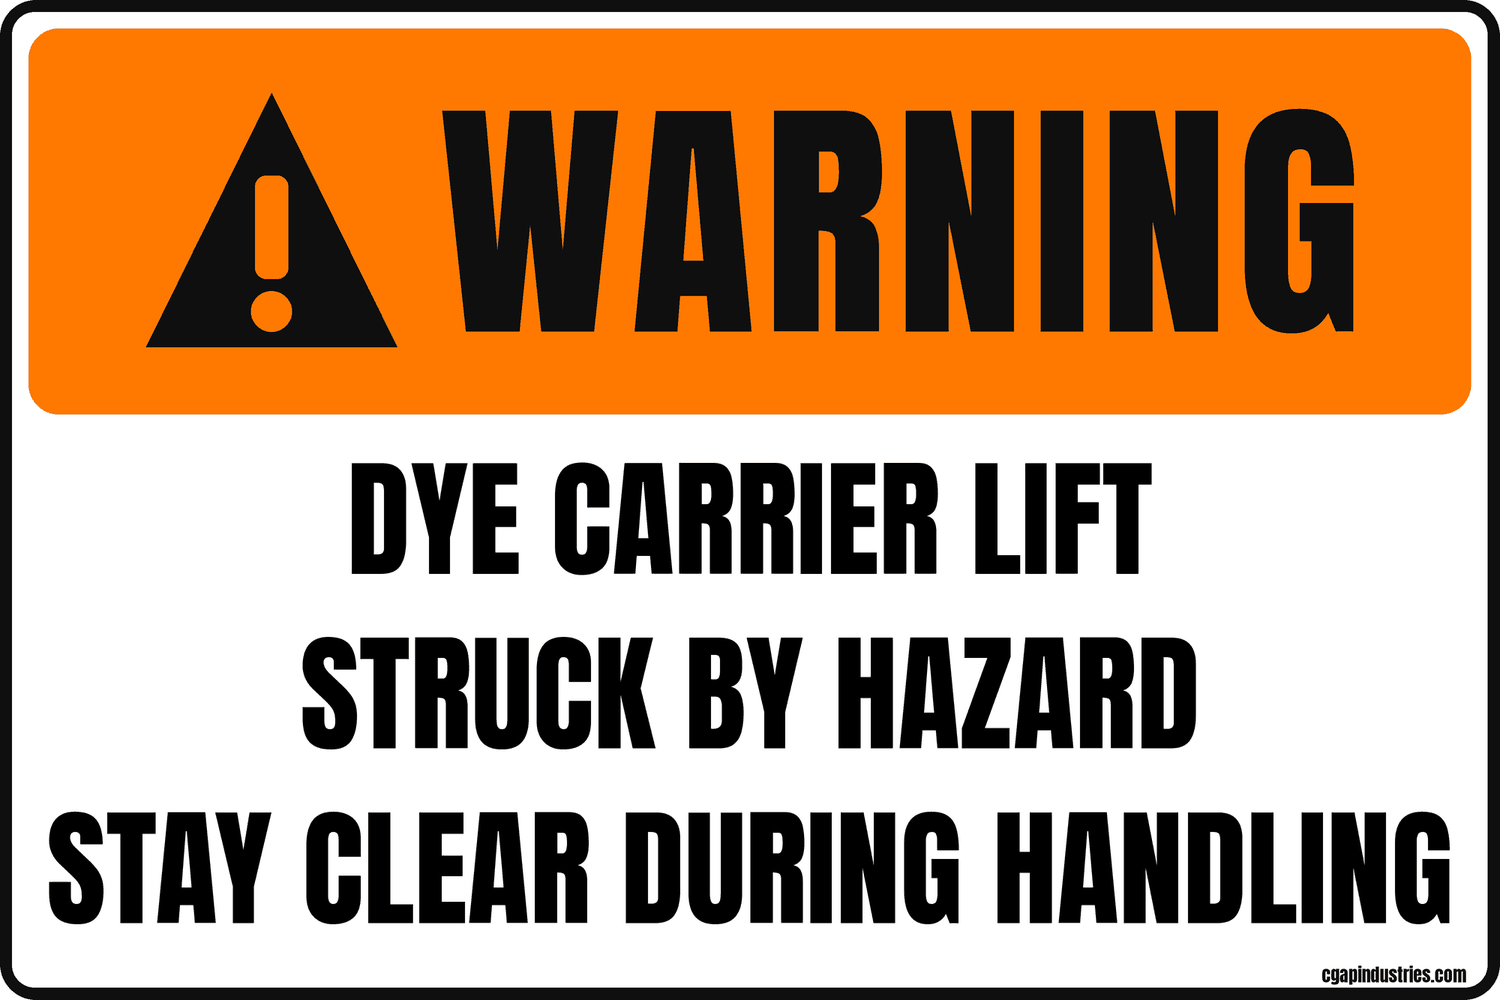 WARNING
DYE CARRIER LIFT
STRUCK BY HAZARD
STAY CLEAR DURING HANDLING
cgapindustries.com